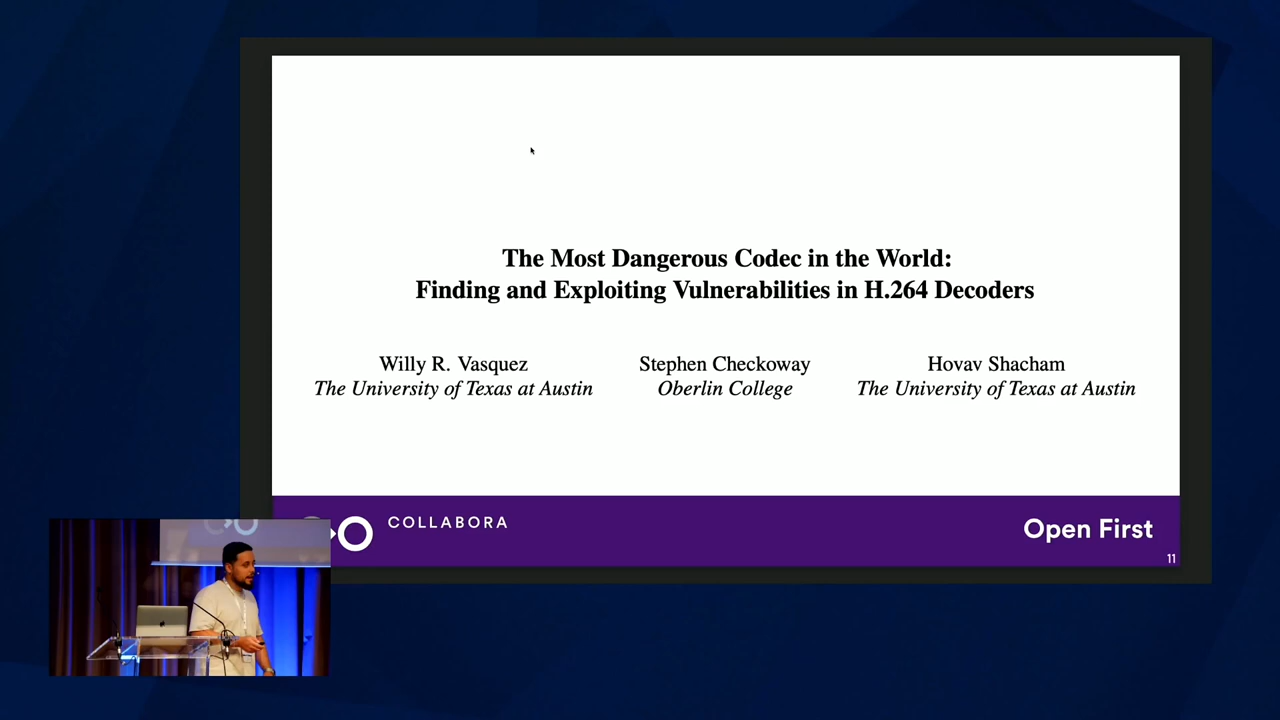 The Most Dangerous Codec in the World:
Finding and Exploiting Vulnerabilities in H.264 Decoders
Willy R. Vasquez
The University of Texas at Austin
Stephen Checkoway
Oberlin College
Hovav Shacham
The University of Texas at Austin
COLLABORA
Open First
11